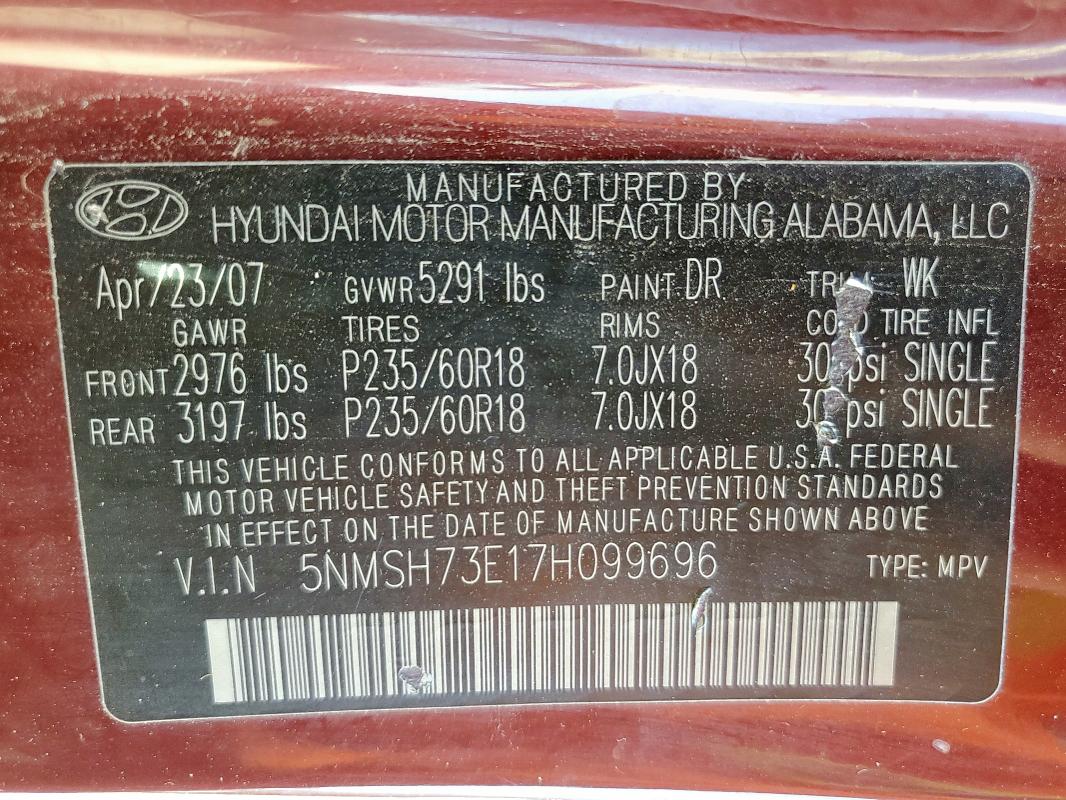 MANUFACTURED BY
HYUNDAI MOTOR MANUFACTURING ALABAMA, LLC
Apr/23/07 GVWR 5291 lbs PAINT DR WK
GAWR TIRES RIMS TIRE INFL
FRONT 2976 lbs P235/60R18 7.0JX18 30 psi SINGLE
REAR 3197 lbs P235/60R18 7.0JX18 30 psi SINGLE
THIS VEHICLE CONFORMS TO ALL APPLICABLE U.S.A. FEDERAL
MOTOR VEHICLE SAFETY AND THEFT PREVENTION STANDARDS
IN EFFECT ON THE DATE OF MANUFACTURE SHOWN ABOVE
V.I.N 5NMSH73E17H099696 TYPE: MPV